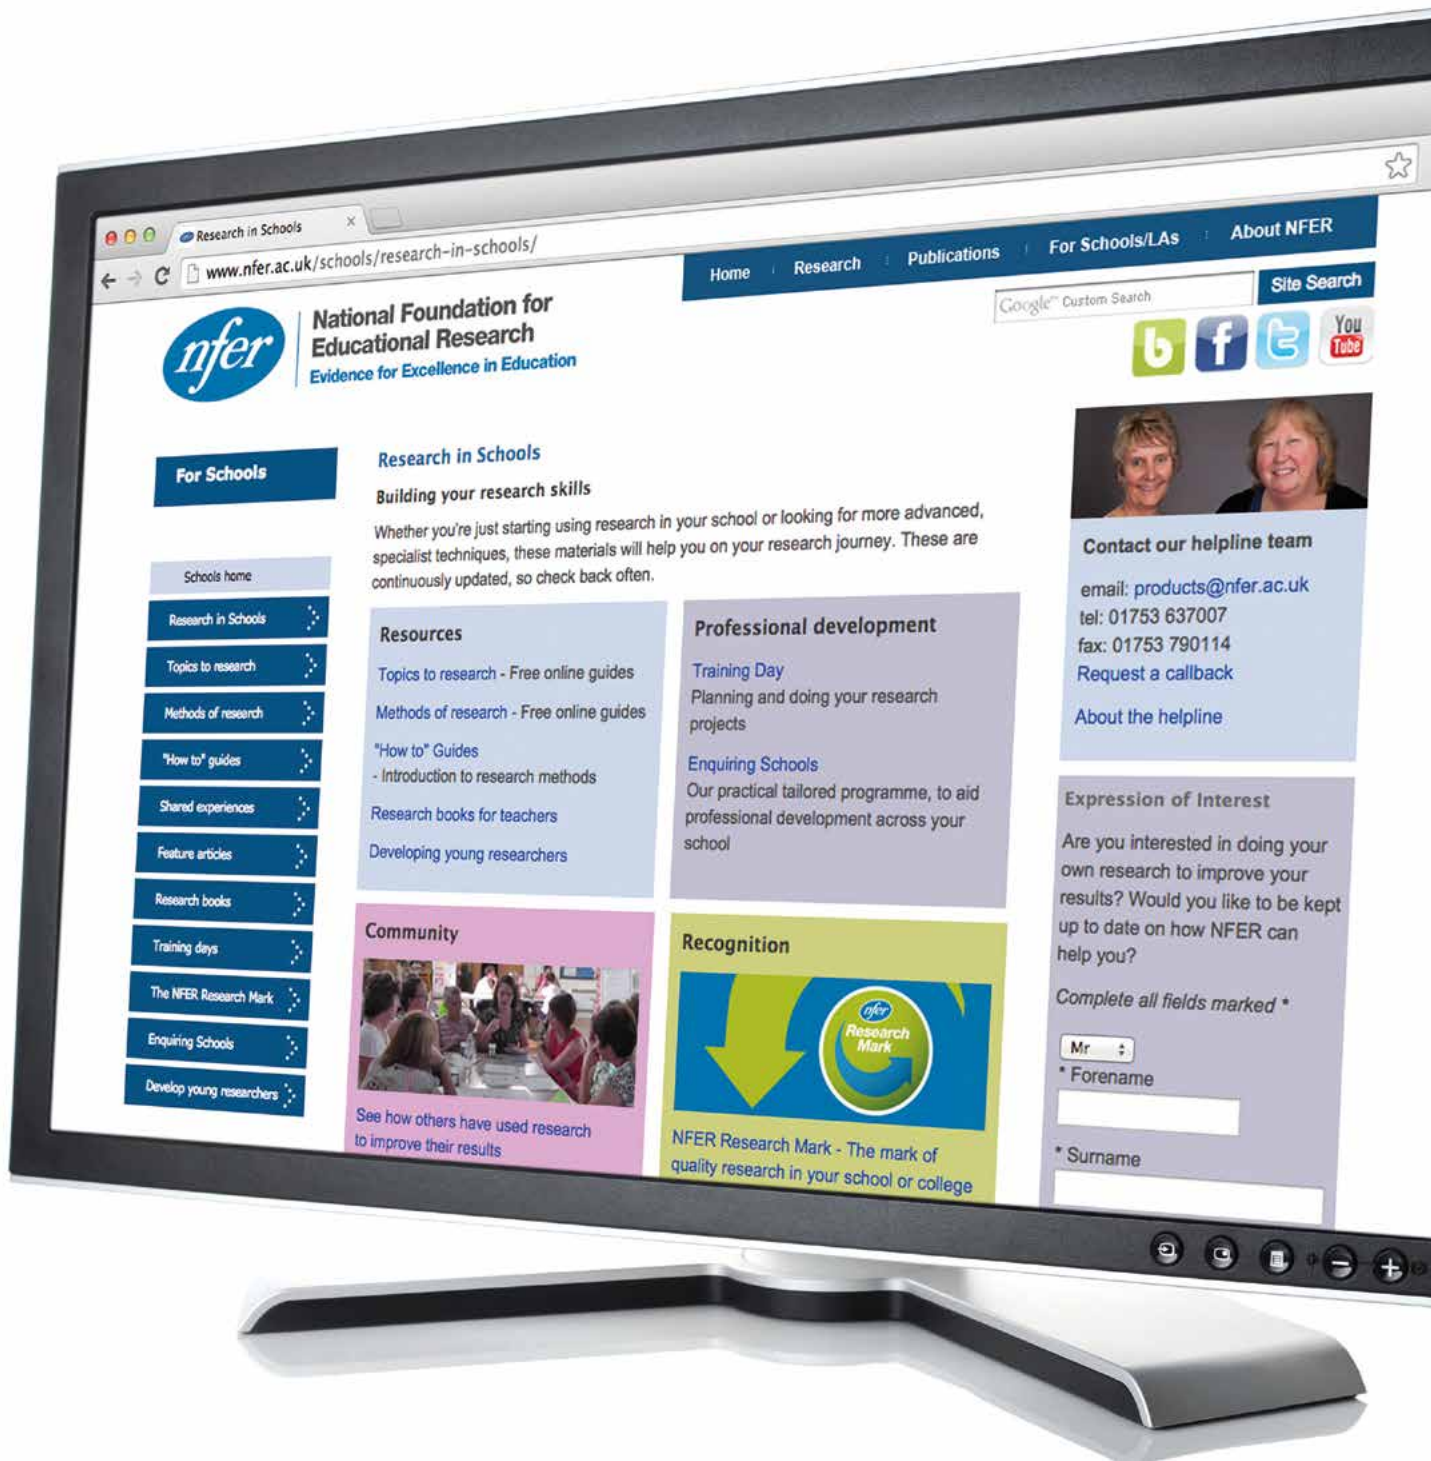 Research in Schools
www.nfer.ac.uk/schools/research-in-schools/
Home
Research
Publications
For Schools/LAs
About NFER
Google™ Custom Search
Site Search
nfer
National Foundation for
Educational Research
Evidence for Excellence in Education
b
f
t
You
Tube
For Schools
Schools home
Research in Schools
Topics to research
Methods of research
"How to" guides
Shared experiences
Feature articles
Research books
Training days
The NFER Research Mark
Enquiring Schools
Develop young researchers
Research in Schools
Building your research skills
Whether you're just starting using research in your school or looking for more advanced,
specialist techniques, these materials will help you on your research journey. These are
continuously updated, so check back often.
Resources
Topics to research - Free online guides
Methods of research - Free online guides
"How to" Guides
- Introduction to research methods
Research books for teachers
Developing young researchers
Professional development
Training Day
Planning and doing your research
projects
Enquiring Schools
Our practical tailored programme, to aid
professional development across your
school
Community
See how others have used research
to improve their results
Recognition
nfer
Research
Mark
NFER Research Mark - The mark of
quality research in your school or college
Contact our helpline team
email: products@nfer.ac.uk
tel: 01753 637007
fax: 01753 790114
Request a callback
About the helpline
Expression of Interest
Are you interested in doing your
own research to improve your
results? Would you like to be kept
up to date on how NFER can
help you?
Complete all fields marked *
Mr
* Forename
* Surname